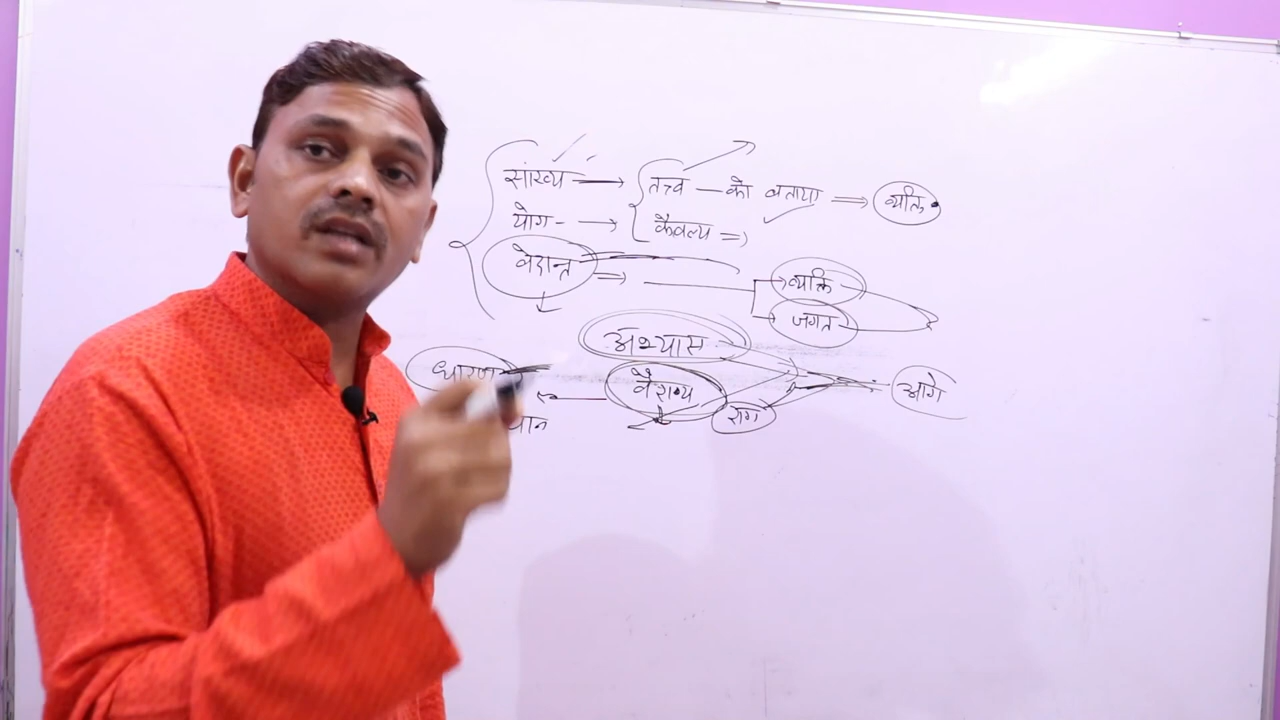 सांख्य → तत्त्व — को बताया ⇒ व्यक्ति
योग - → कैवल्य ⇒
वेदान्त ⇒ व्यक्ति
जगत
अभ्यास
वैराग्य राग आगे
धारणा